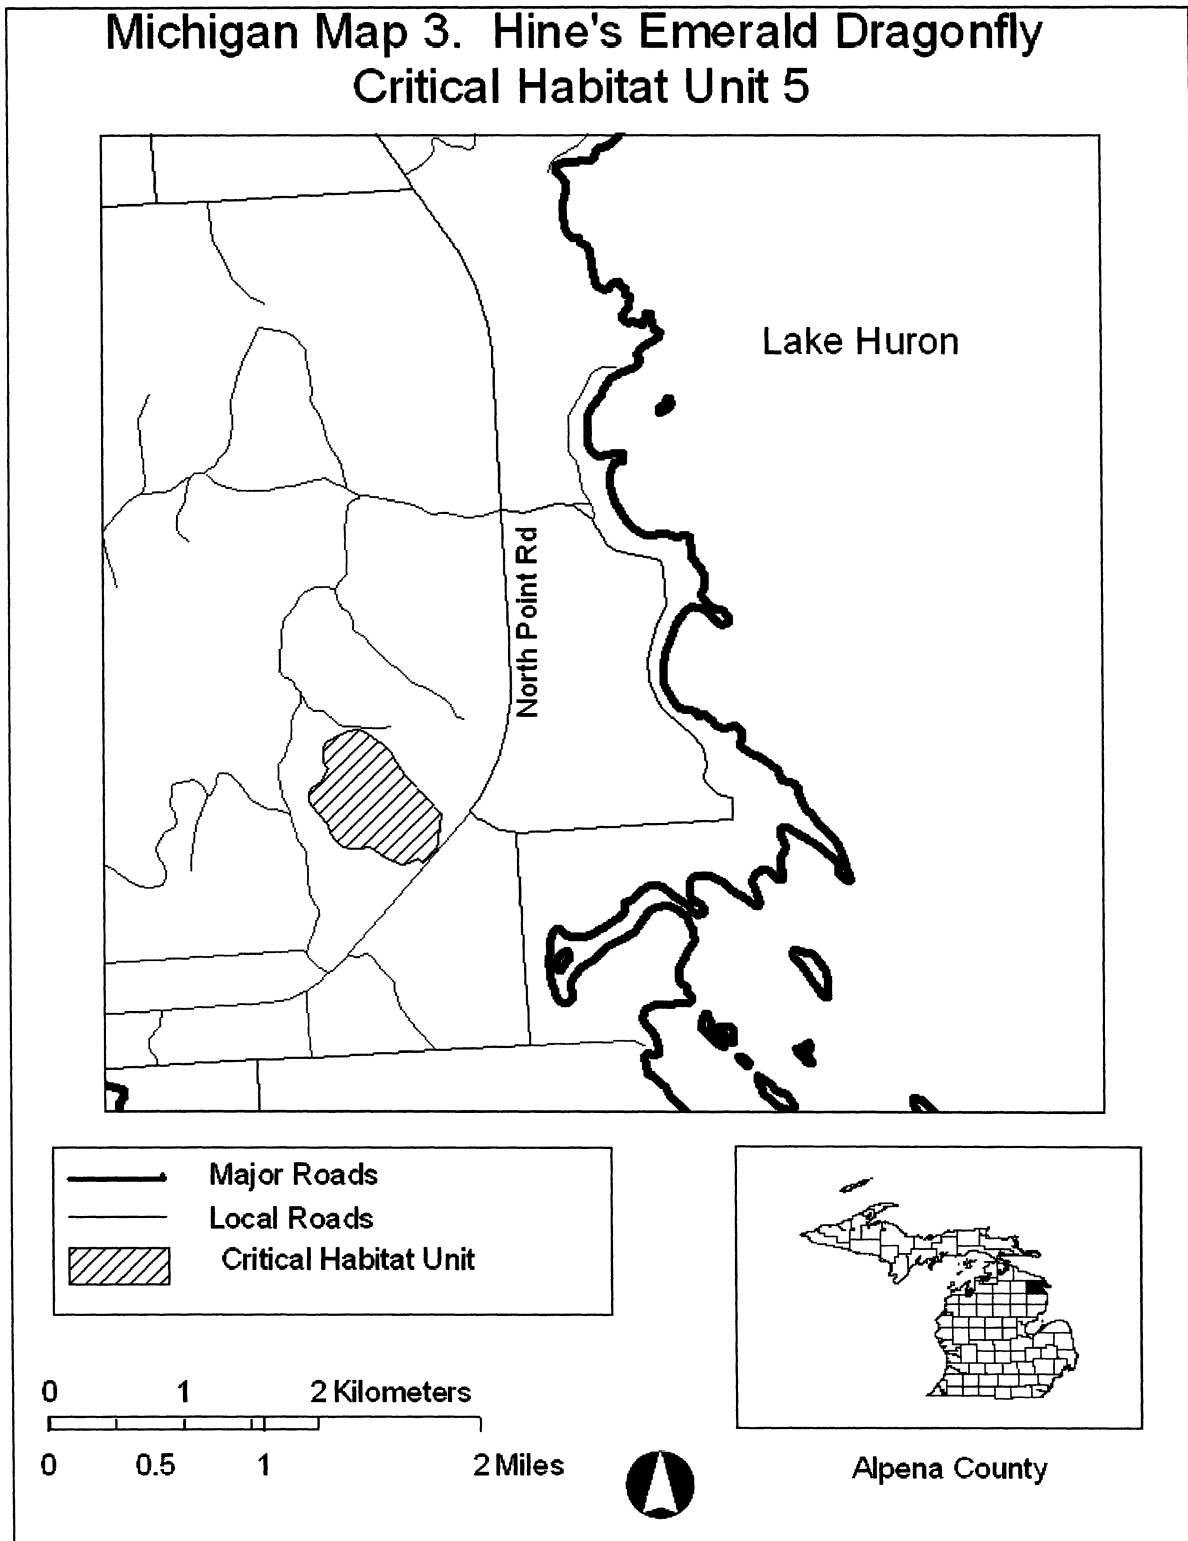 Michigan Map 3. Hine's Emerald Dragonfly
Critical Habitat Unit 5
Lake Huron
North Point Rd
Major Roads
Local Roads
Critical Habitat Unit
0 1 2 Kilometers
0 0.5 1 2 Miles
Alpena County